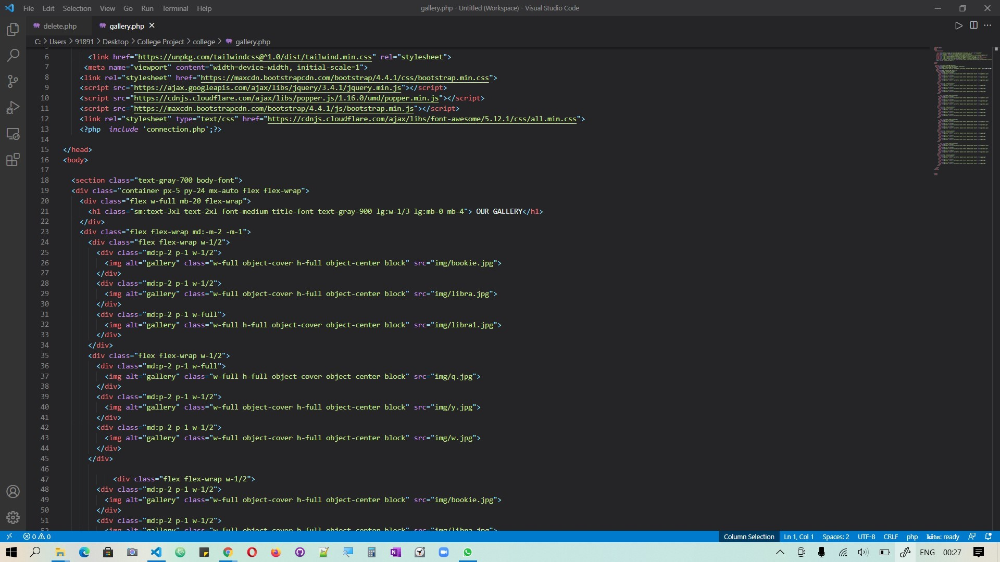 File Edit Selection View Go Run Terminal Help
gallery.php - Untitled (Workspace) - Visual Studio Code
delete.php
gallery.php
C: > Users > 91891 > Desktop > College Project > college > gallery.php
6 <link href="https://unpkg.com/tailwindcss@^1.0/dist/tailwind.min.css" rel="stylesheet">
7 <meta name="viewport" content="width=device-width, initial-scale=1">
8 <link rel="stylesheet" href="https://maxcdn.bootstrapcdn.com/bootstrap/4.4.1/css/bootstrap.min.css">
9 <script src="https://ajax.googleapis.com/ajax/libs/jquery/3.4.1/jquery.min.js"></script>
10 <script src="https://cdnjs.cloudflare.com/ajax/libs/popper.js/1.16.0/umd/popper.min.js"></script>
11 <script src="https://maxcdn.bootstrapcdn.com/bootstrap/4.4.1/js/bootstrap.min.js"></script>
12 <link rel="stylesheet" type="text/css" href="https://cdnjs.cloudflare.com/ajax/libs/font-awesome/5.12.1/css/all.min.css">
13 <?php  include 'connection.php';?>
14
15 </head>
16 <body>
17
18 <section class="text-gray-700 body-font">
19 <div class="container px-5 py-24 mx-auto flex flex-wrap">
20 <div class="flex w-full mb-20 flex-wrap">
21 <h1 class="sm:text-3xl text-2xl font-medium title-font text-gray-900 lg:w-1/3 lg:mb-0 mb-4"> OUR GALLERY</h1>
22 </div>
23 <div class="flex flex-wrap md:-m-2 -m-1">
24 <div class="flex flex-wrap w-1/2">
25 <div class="md:p-2 p-1 w-1/2">
26 <img alt="gallery" class="w-full object-cover h-full object-center block" src="img/bookie.jpg">
27 </div>
28 <div class="md:p-2 p-1 w-1/2">
29 <img alt="gallery" class="w-full object-cover h-full object-center block" src="img/libra.jpg">
30 </div>
31 <div class="md:p-2 p-1 w-full">
32 <img alt="gallery" class="w-full h-full object-cover object-center block" src="img/libra1.jpg">
33 </div>
34 </div>
35 <div class="flex flex-wrap w-1/2">
36 <div class="md:p-2 p-1 w-full">
37 <img alt="gallery" class="w-full h-full object-cover object-center block" src="img/q.jpg">
38 </div>
39 <div class="md:p-2 p-1 w-1/2">
40 <img alt="gallery" class="w-full object-cover h-full object-center block" src="img/y.jpg">
41 </div>
42 <div class="md:p-2 p-1 w-1/2">
43 <img alt="gallery" class="w-full object-cover h-full object-center block" src="img/w.jpg">
44 </div>
45 </div>
46
47 <div class="flex flex-wrap w-1/2">
48 <div class="md:p-2 p-1 w-1/2">
49 <img alt="gallery" class="w-full object-cover h-full object-center block" src="img/bookie.jpg">
50 </div>
51 <div class="md:p-2 p-1 w-1/2">
52 <img alt="gallery" class="w-full object-cover h-full object-center block" src="img/libra.jpg">
0 0 Column Selection Ln 1, Col 1 Spaces: 2 UTF-8 CRLF php kite: ready
ENG 00:27